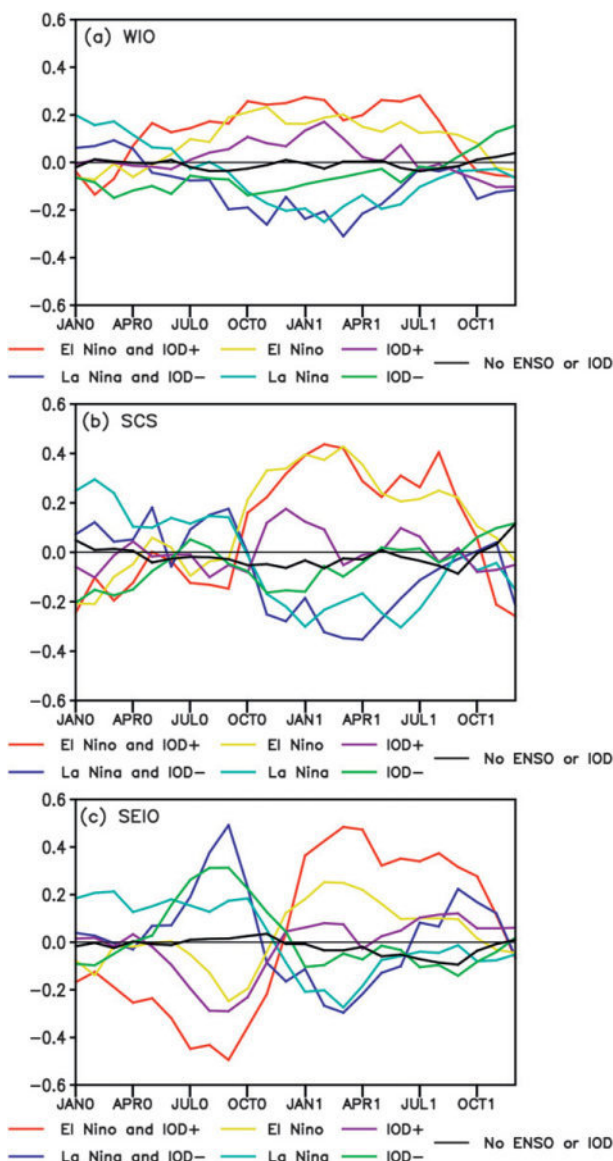 (a) WIO
0.6
0.4
0.2
0.0
−0.2
−0.4
−0.6
JAN0 APR0 JUL0 OCT0 JAN1 APR1 JUL1 OCT1
El Nino and IOD+ El Nino IOD+ No ENSO or IOD
La Nina and IOD− La Nina IOD−
(b) SCS
0.6
0.4
0.2
0.0
−0.2
−0.4
−0.6
JAN0 APR0 JUL0 OCT0 JAN1 APR1 JUL1 OCT1
El Nino and IOD+ El Nino IOD+ No ENSO or IOD
La Nina and IOD− La Nina IOD−
(c) SEIO
0.6
0.4
0.2
0.0
−0.2
−0.4
−0.6
JAN0 APR0 JUL0 OCT0 JAN1 APR1 JUL1 OCT1
El Nino and IOD+ El Nino IOD+ No ENSO or IOD
La Nina and IOD− La Nina IOD−